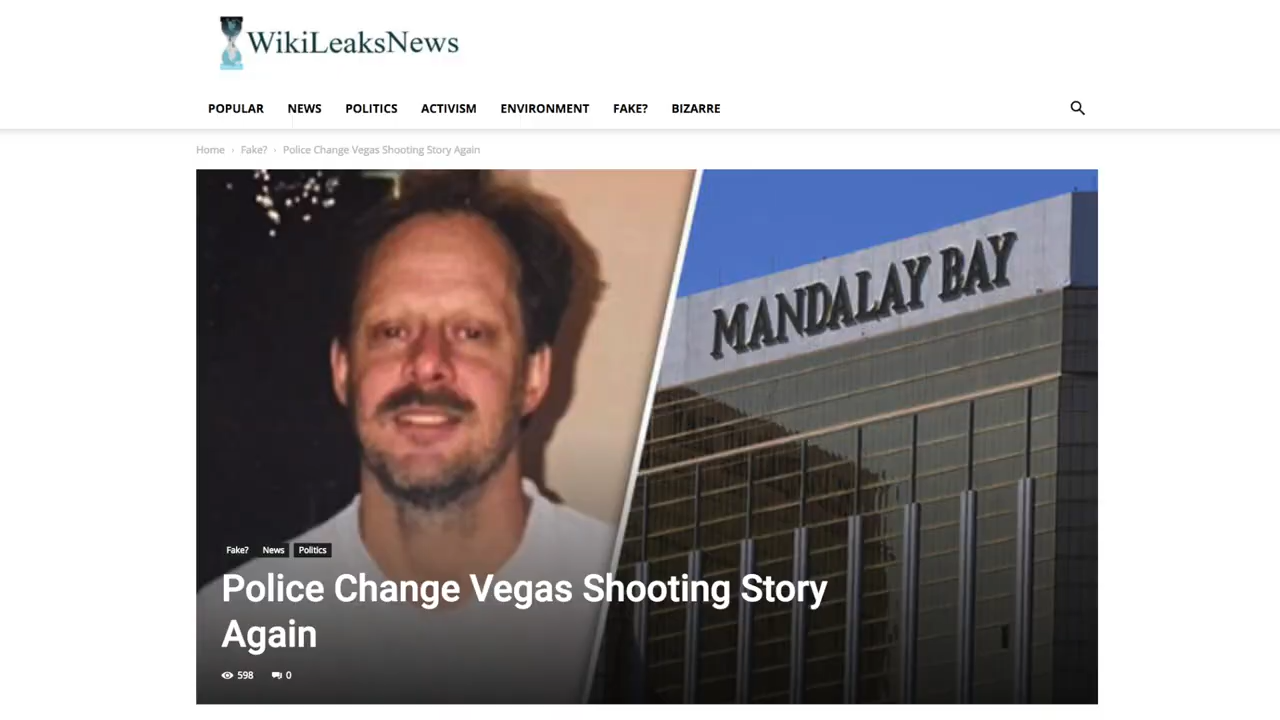 WikiLeaksNews
POPULAR NEWS POLITICS ACTIVISM ENVIRONMENT FAKE? BIZARRE
Home › Fake? › Police Change Vegas Shooting Story Again
MANDALAY BAY
Fake? News Politics
Police Change Vegas Shooting Story
Again
598 0